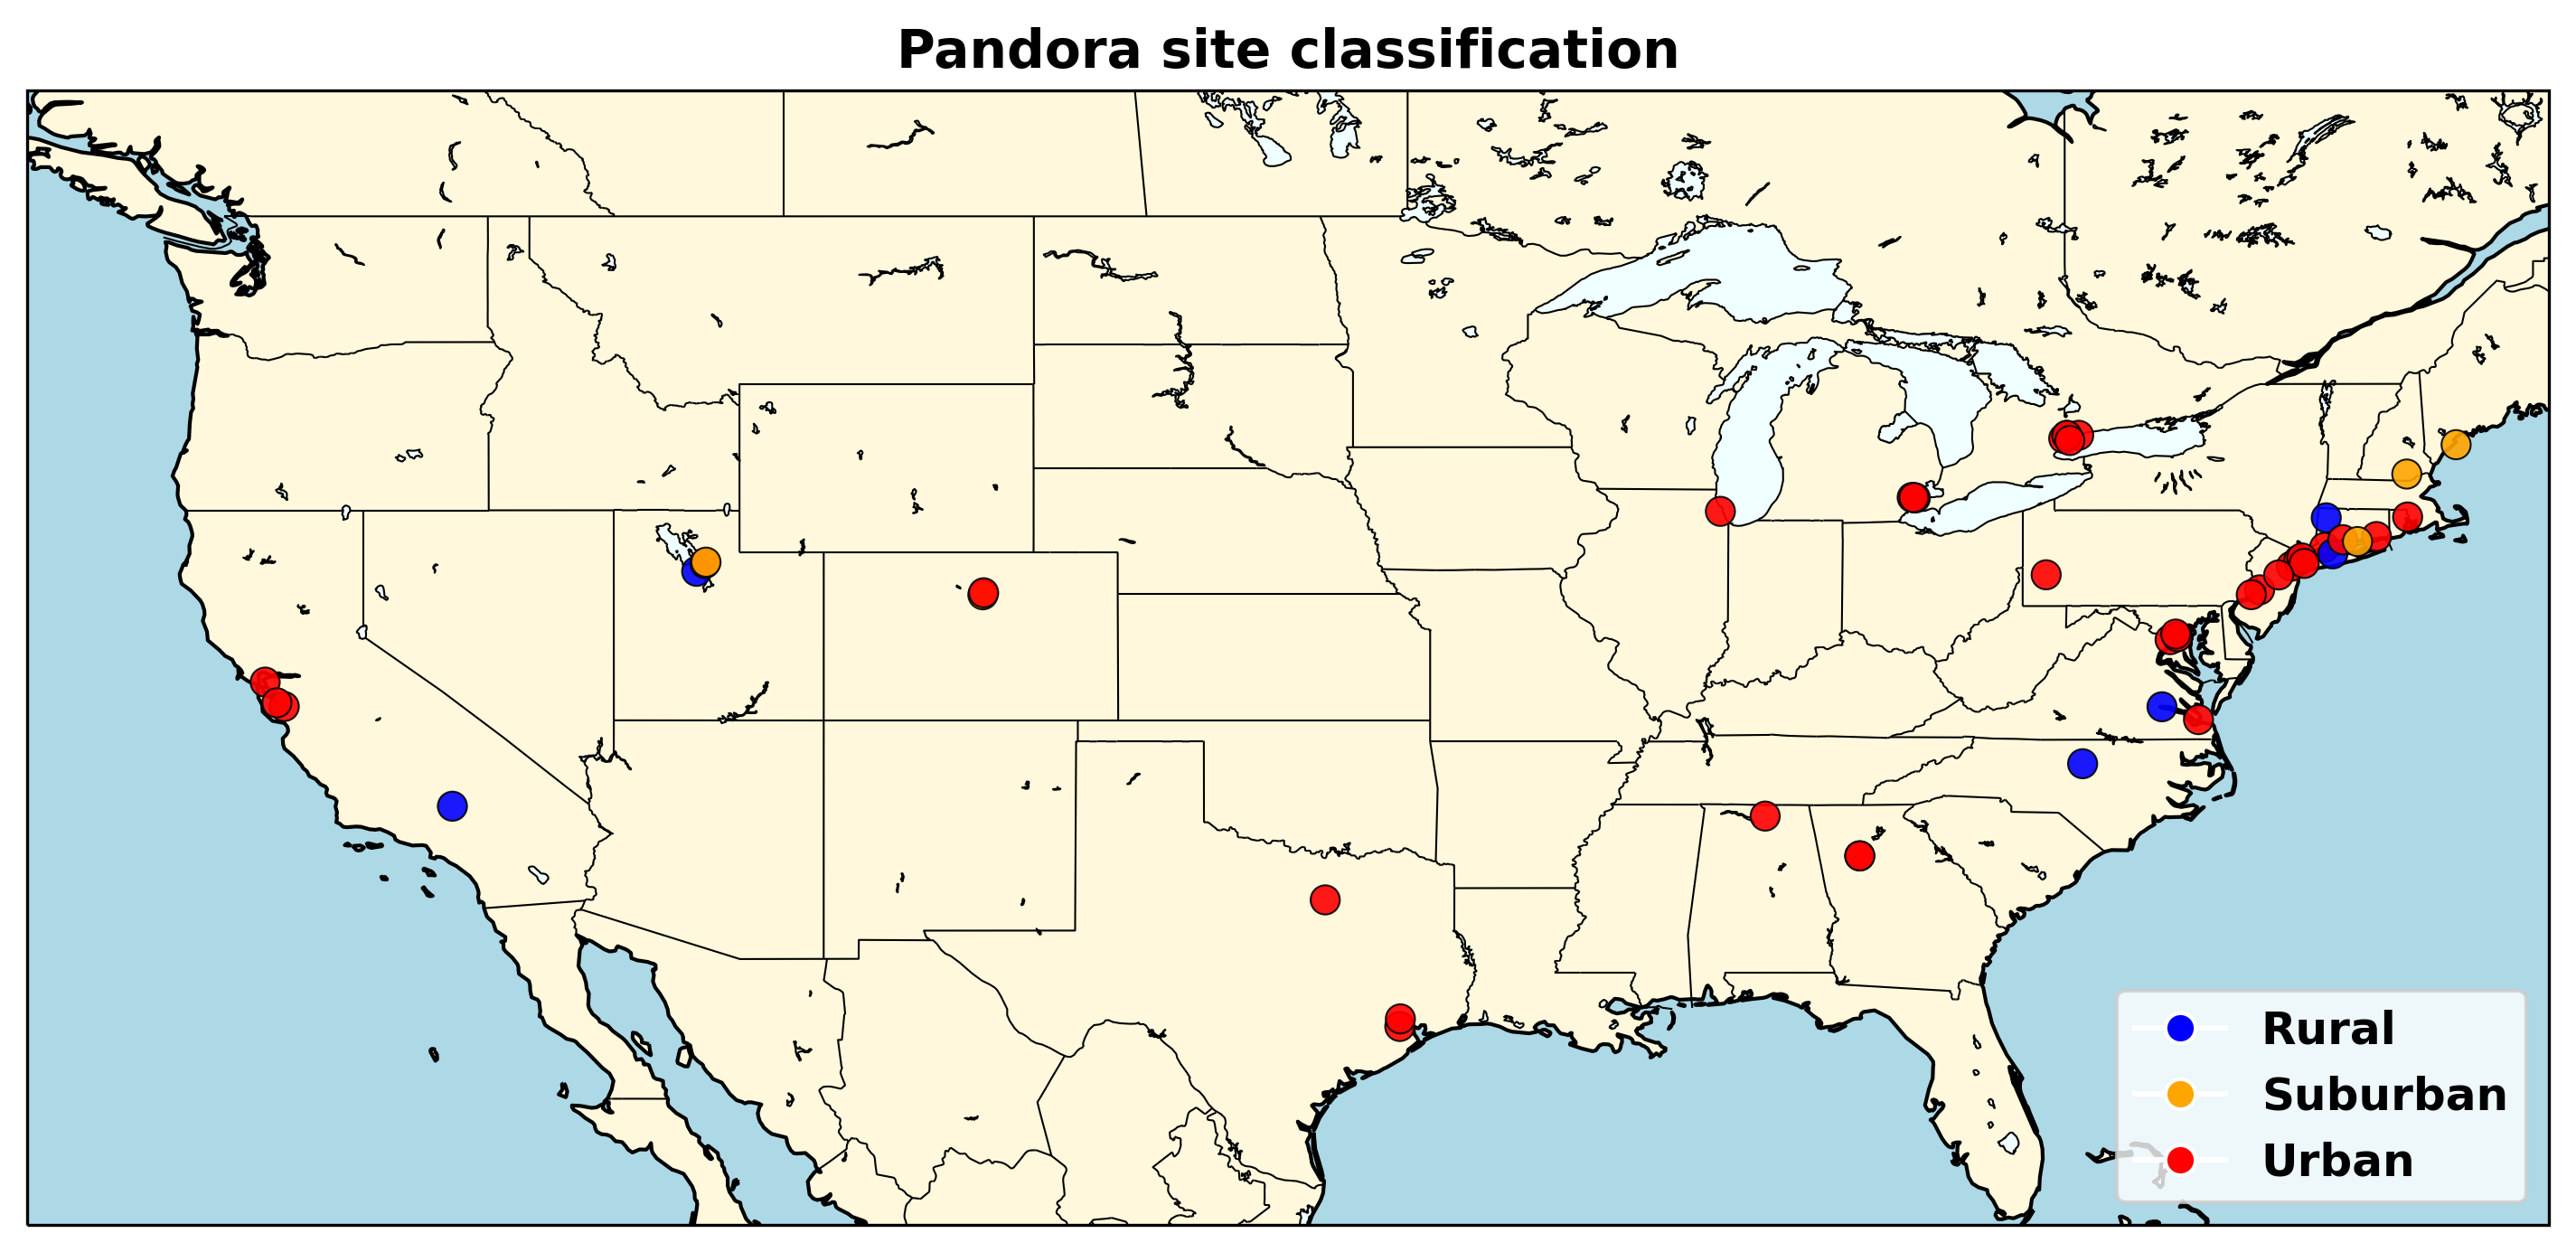 Pandora site classification
Rural
Suburban
Urban